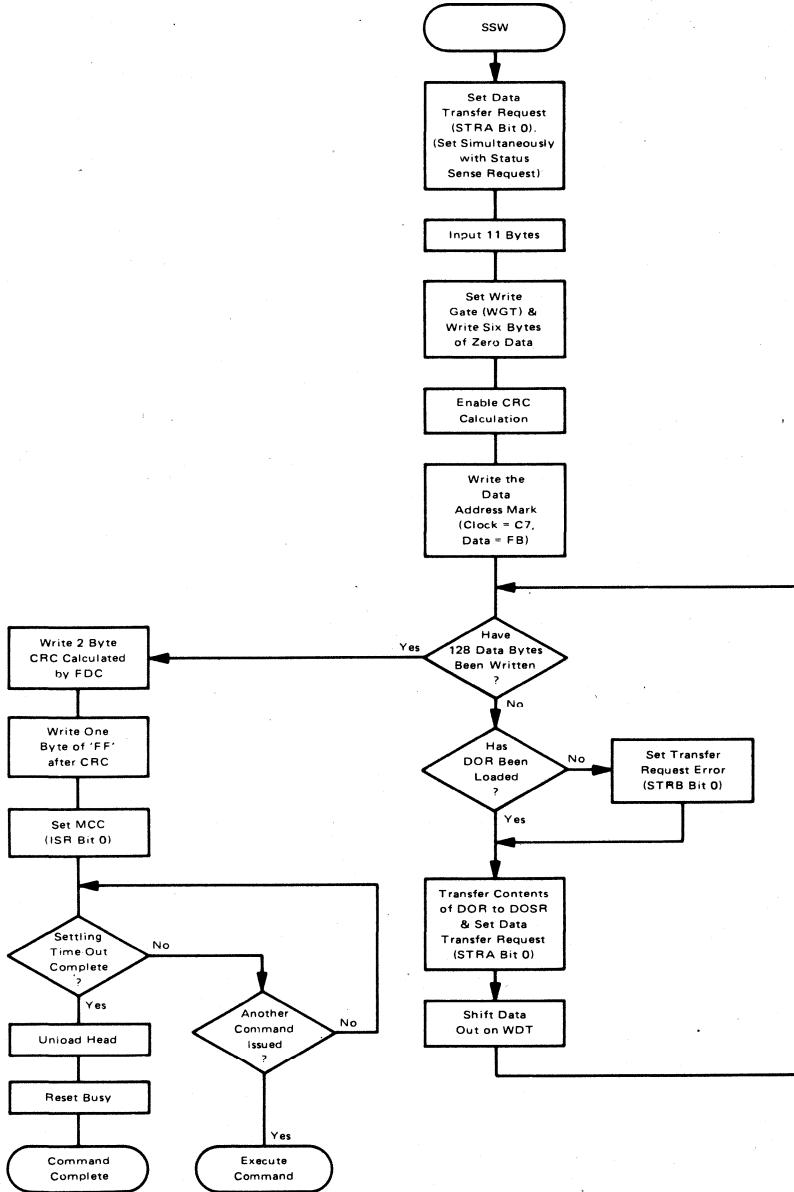 SSW
Set Data
Transfer Request
(STRA Bit 0).
(Set Simultaneously
with Status
Sense Request)
Input 11 Bytes
Set Write
Gate (WGT) &
Write Six Bytes
of Zero Data
Enable CRC
Calculation
Write the
Data
Address Mark
(Clock = C7,
Data = FB)
Have
128 Data Bytes
Been Written
?
Yes
No
Has
DOR Been
Loaded
?
No
Yes
Set Transfer
Request Error
(STRB Bit 0)
Transfer Contents
of DOR to DOSR
& Set Data
Transfer Request
(STRA Bit 0)
Shift Data
Out on WDT
Write 2 Byte
CRC Calculated
by FDC
Write One
Byte of 'FF'
after CRC
Set MCC
(ISR Bit 0)
Settling
Time Out
Complete
?
No
Yes
Another
Command
Issued
?
No
Yes
Unload Head
Reset Busy
Command
Complete
Execute
Command